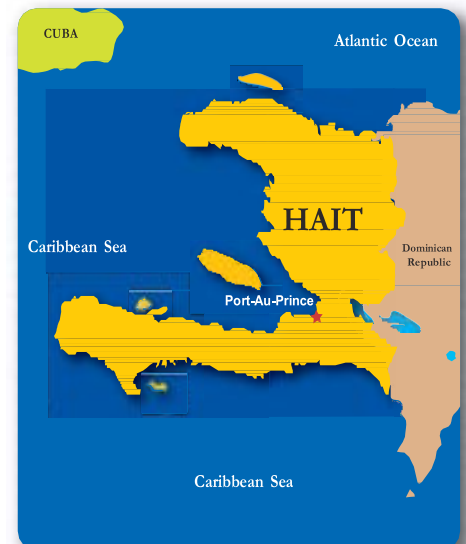 CUBA
Atlantic Ocean
HAIT
Caribbean Sea
Dominican
Republic
Port-Au-Prince
Caribbean Sea